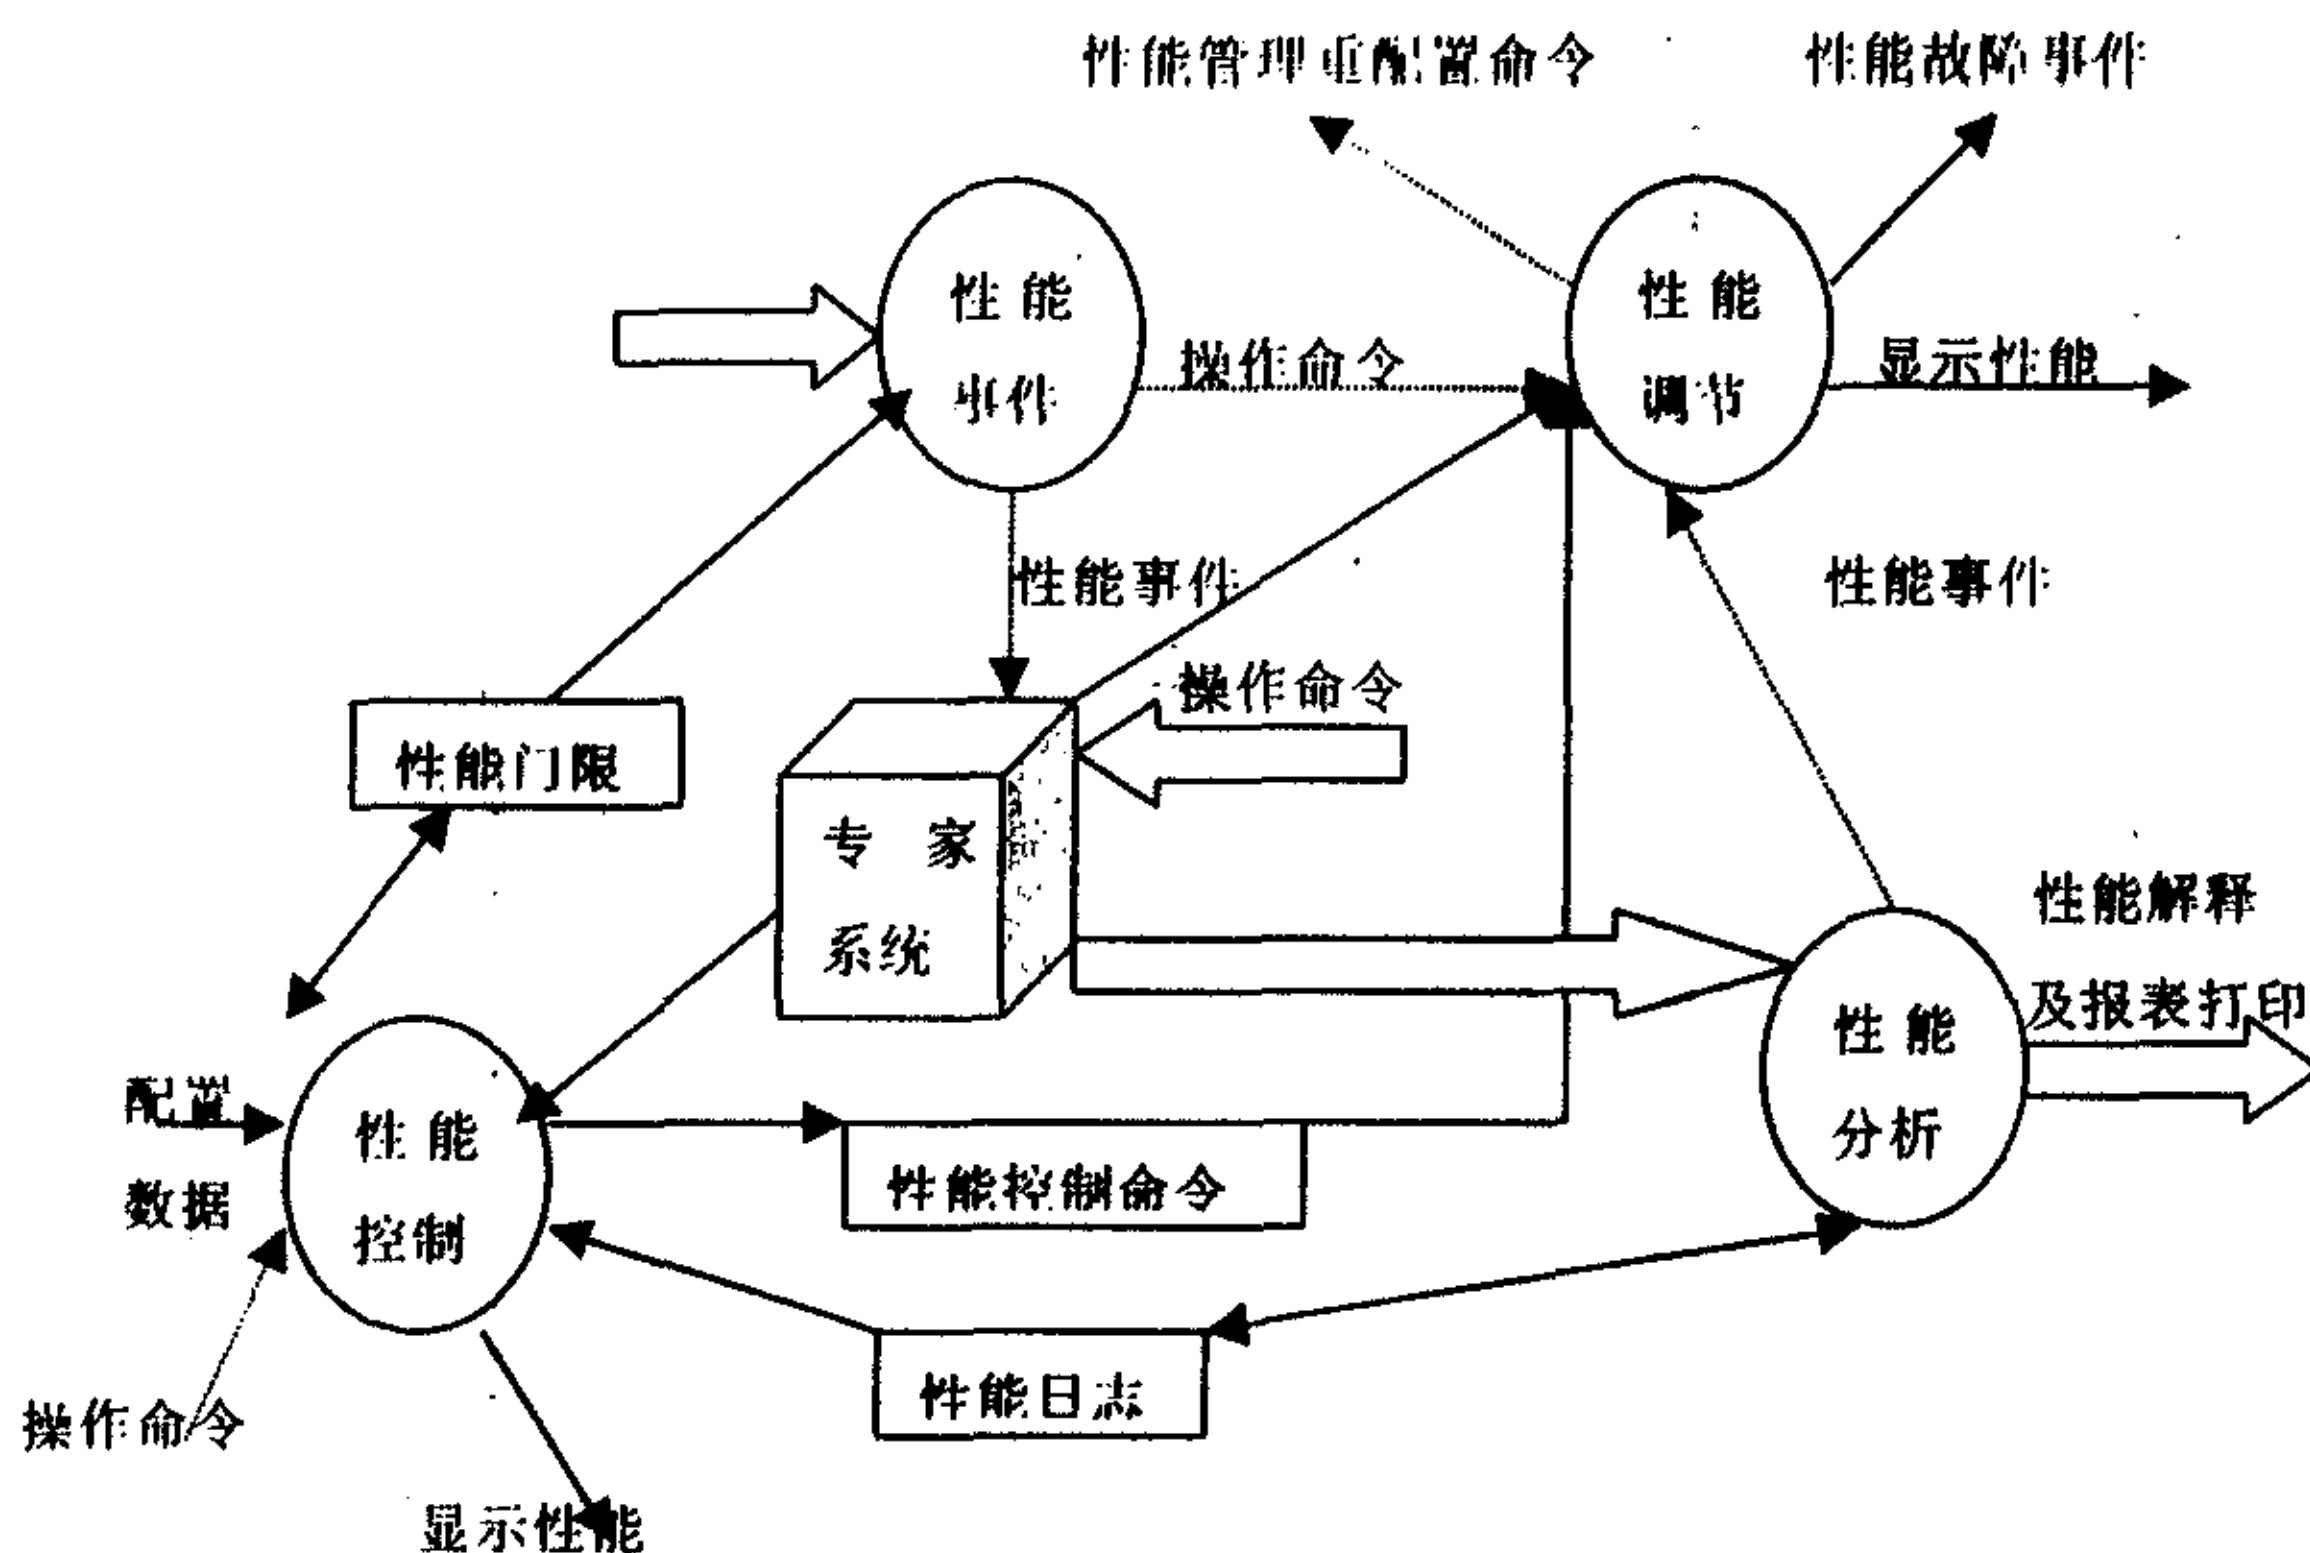 性能管理重配置命令
性能故障事件
性能
事件
操作命令
性能
调节
显示性能
性能事件
性能事件
操作命令
性能门限
专家
系统
性能解释
及报表打印
性能
分析
配置
数据
性能
控制
性能控制命令
性能日志
操作命令
显示性能